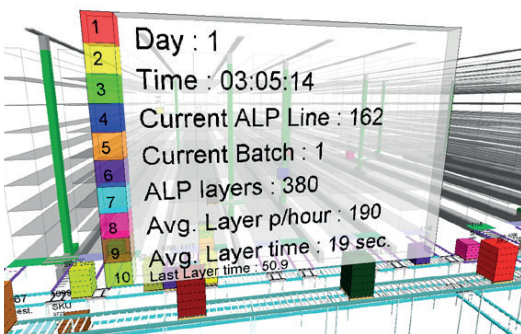 1
2
3
4
5
6
7
8
9
10
Day : 1
Time : 03:05:14
Current ALP Line : 162
Current Batch : 1
ALP layers : 380
Avg. Layer p/hour : 190
Avg. Layer time : 19 sec.
Last Layer time : 50.9
SKU